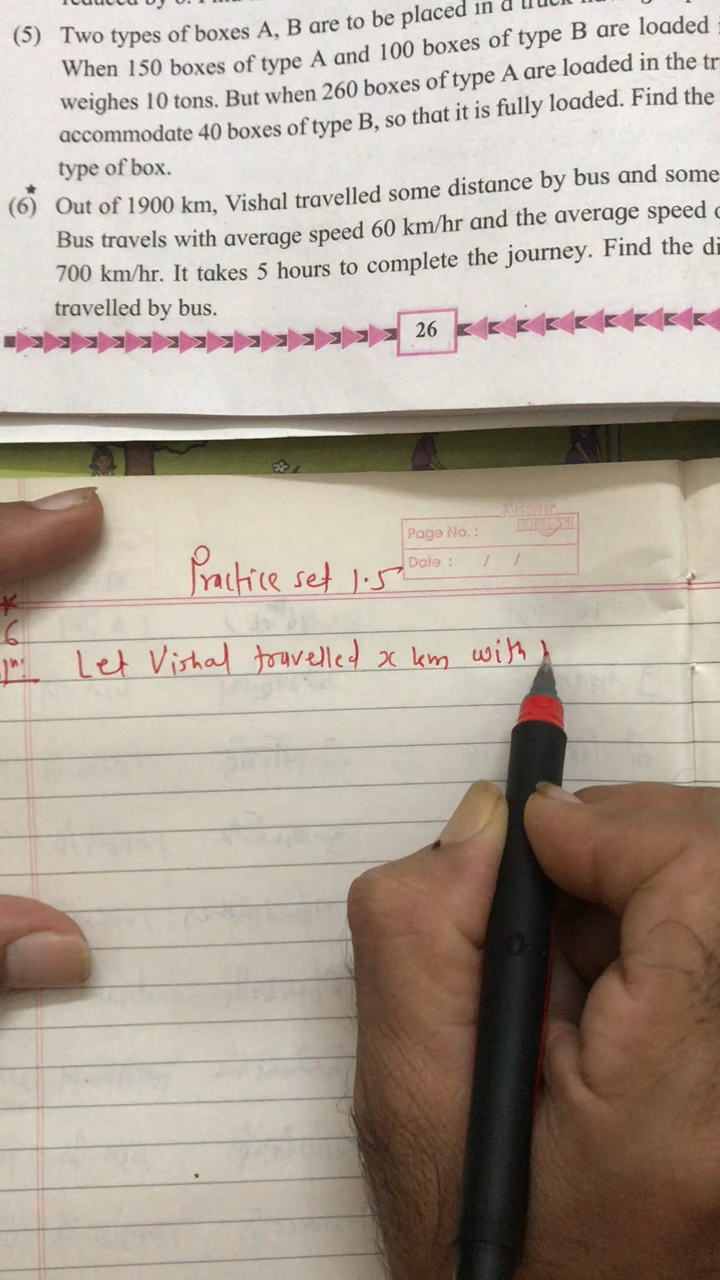 (5) Two types of boxes A, B are to be placed in a truck
When 150 boxes of type A and 100 boxes of type B are loaded
weighes 10 tons. But when 260 boxes of type A are loaded in the
accommodate 40 boxes of type B, so that it is fully loaded. Find the
type of box.
(6) Out of 1900 km, Vishal travelled some distance by bus and some
Bus travels with average speed 60 km/hr and the average speed
700 km/hr. It takes 5 hours to complete the journey. Find the
travelled by bus.
26
Page No. :
Date : / /
Practice set 1.5
6
Let Vishal travelled x km with